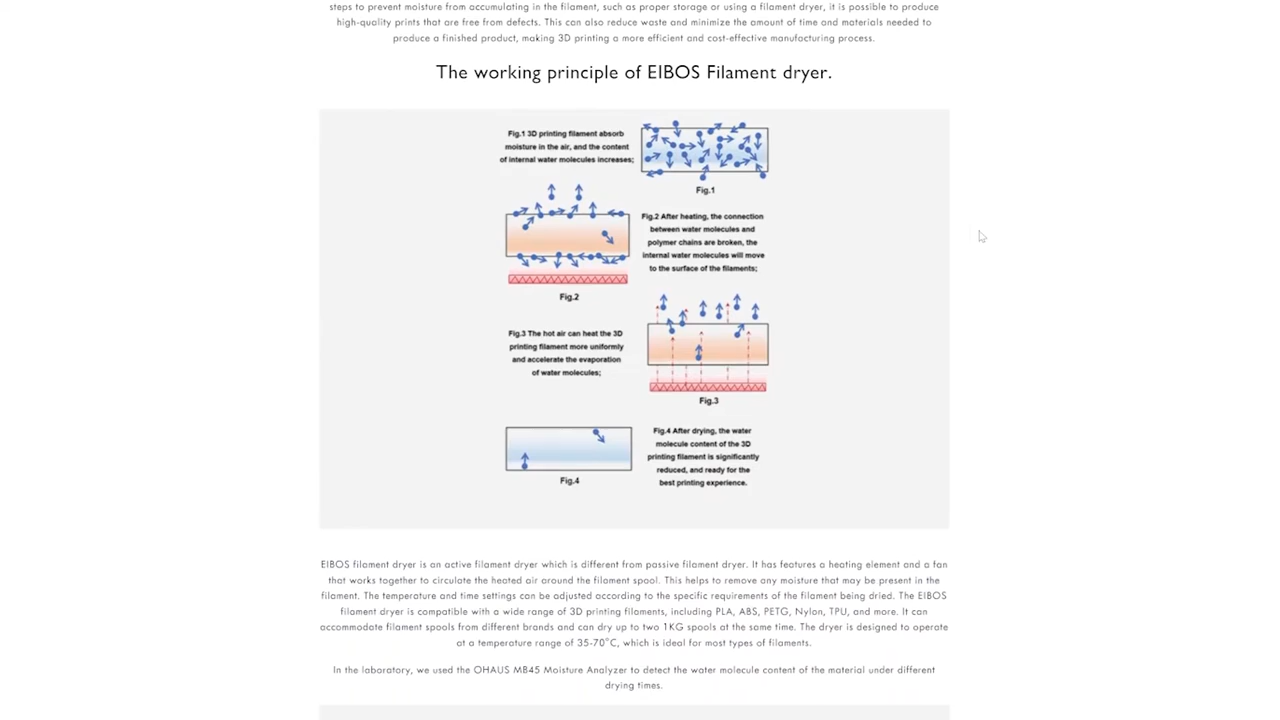 steps to prevent moisture from accumulating in the filament, such as proper storage or using a filament dryer, it is possible to produce
high-quality prints that are free from defects. This can also reduce waste and minimize the amount of time and materials needed to
produce a finished product, making 3D printing a more efficient and cost-effective manufacturing process.
The working principle of EIBOS Filament dryer.
Fig.1 3D printing filament absorb
moisture in the air, and the content
of internal water molecules increases;
Fig.1
Fig.2 After heating, the connection
between water molecules and
polymer chains are broken, the
internal water molecules will move
to the surface of the filaments;
Fig.2
Fig.3 The hot air can heat the 3D
printing filament more uniformly
and accelerate the evaporation
of water molecules;
Fig.3
Fig.4 After drying, the water
molecule content of the 3D
printing filament is significantly
reduced, and ready for the
best printing experience.
Fig.4
EIBOS filament dryer is an active filament dryer which is different from passive filament dryer. It has features a heating element and a fan
that works together to circulate the heated air around the filament spool. This helps to remove any moisture that may be present in the
filament. The temperature and time settings can be adjusted according to the specific requirements of the filament being dried. The EIBOS
filament dryer is compatible with a wide range of 3D printing filaments, including PLA, ABS, PETG, Nylon, TPU, and more. It can
accommodate filament spools from different brands and can dry up to two 1KG spools at the same time. The dryer is designed to operate
at a temperature range of 35-70°C, which is ideal for most types of filaments.
In the laboratory, we used the OHAUS MB45 Moisture Analyzer to detect the water molecule content of the material under different
drying times.